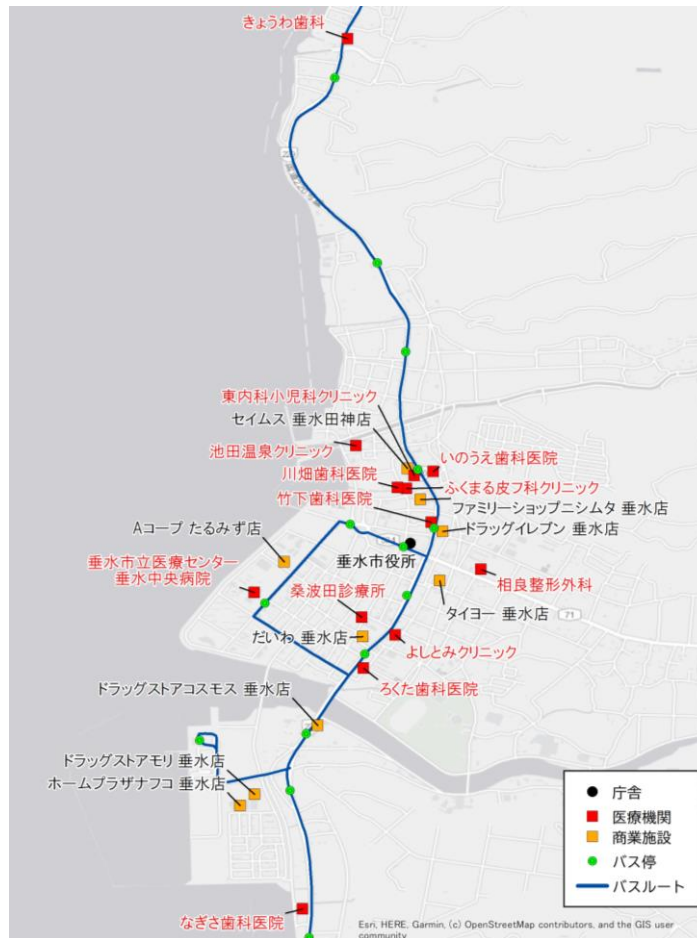 きょうわ歯科
東内科小児科クリニック
セイムス 垂水田神店
池田温泉クリニック
いのうえ歯科医院
川畑歯科医院
ふくまる皮フ科クリニック
竹下歯科医院
ファミリーショップニシムタ 垂水店
Aコープ たるみず店
ドラッグイレブン 垂水店
垂水市役所
垂水市立医療センター
垂水中央病院
相良整形外科
桑波田診療所
タイヨー 垂水店
71
だいわ 垂水店
よしとみクリニック
ドラッグストアコスモス 垂水店
ろくた歯科医院
ドラッグストアモリ 垂水店
ホームプラザナフコ 垂水店
庁舎
医療機関
商業施設
バス停
バスルート
なぎさ歯科医院
Esri, HERE, Garmin, (c) OpenStreetMap contributors, and the GIS user
community